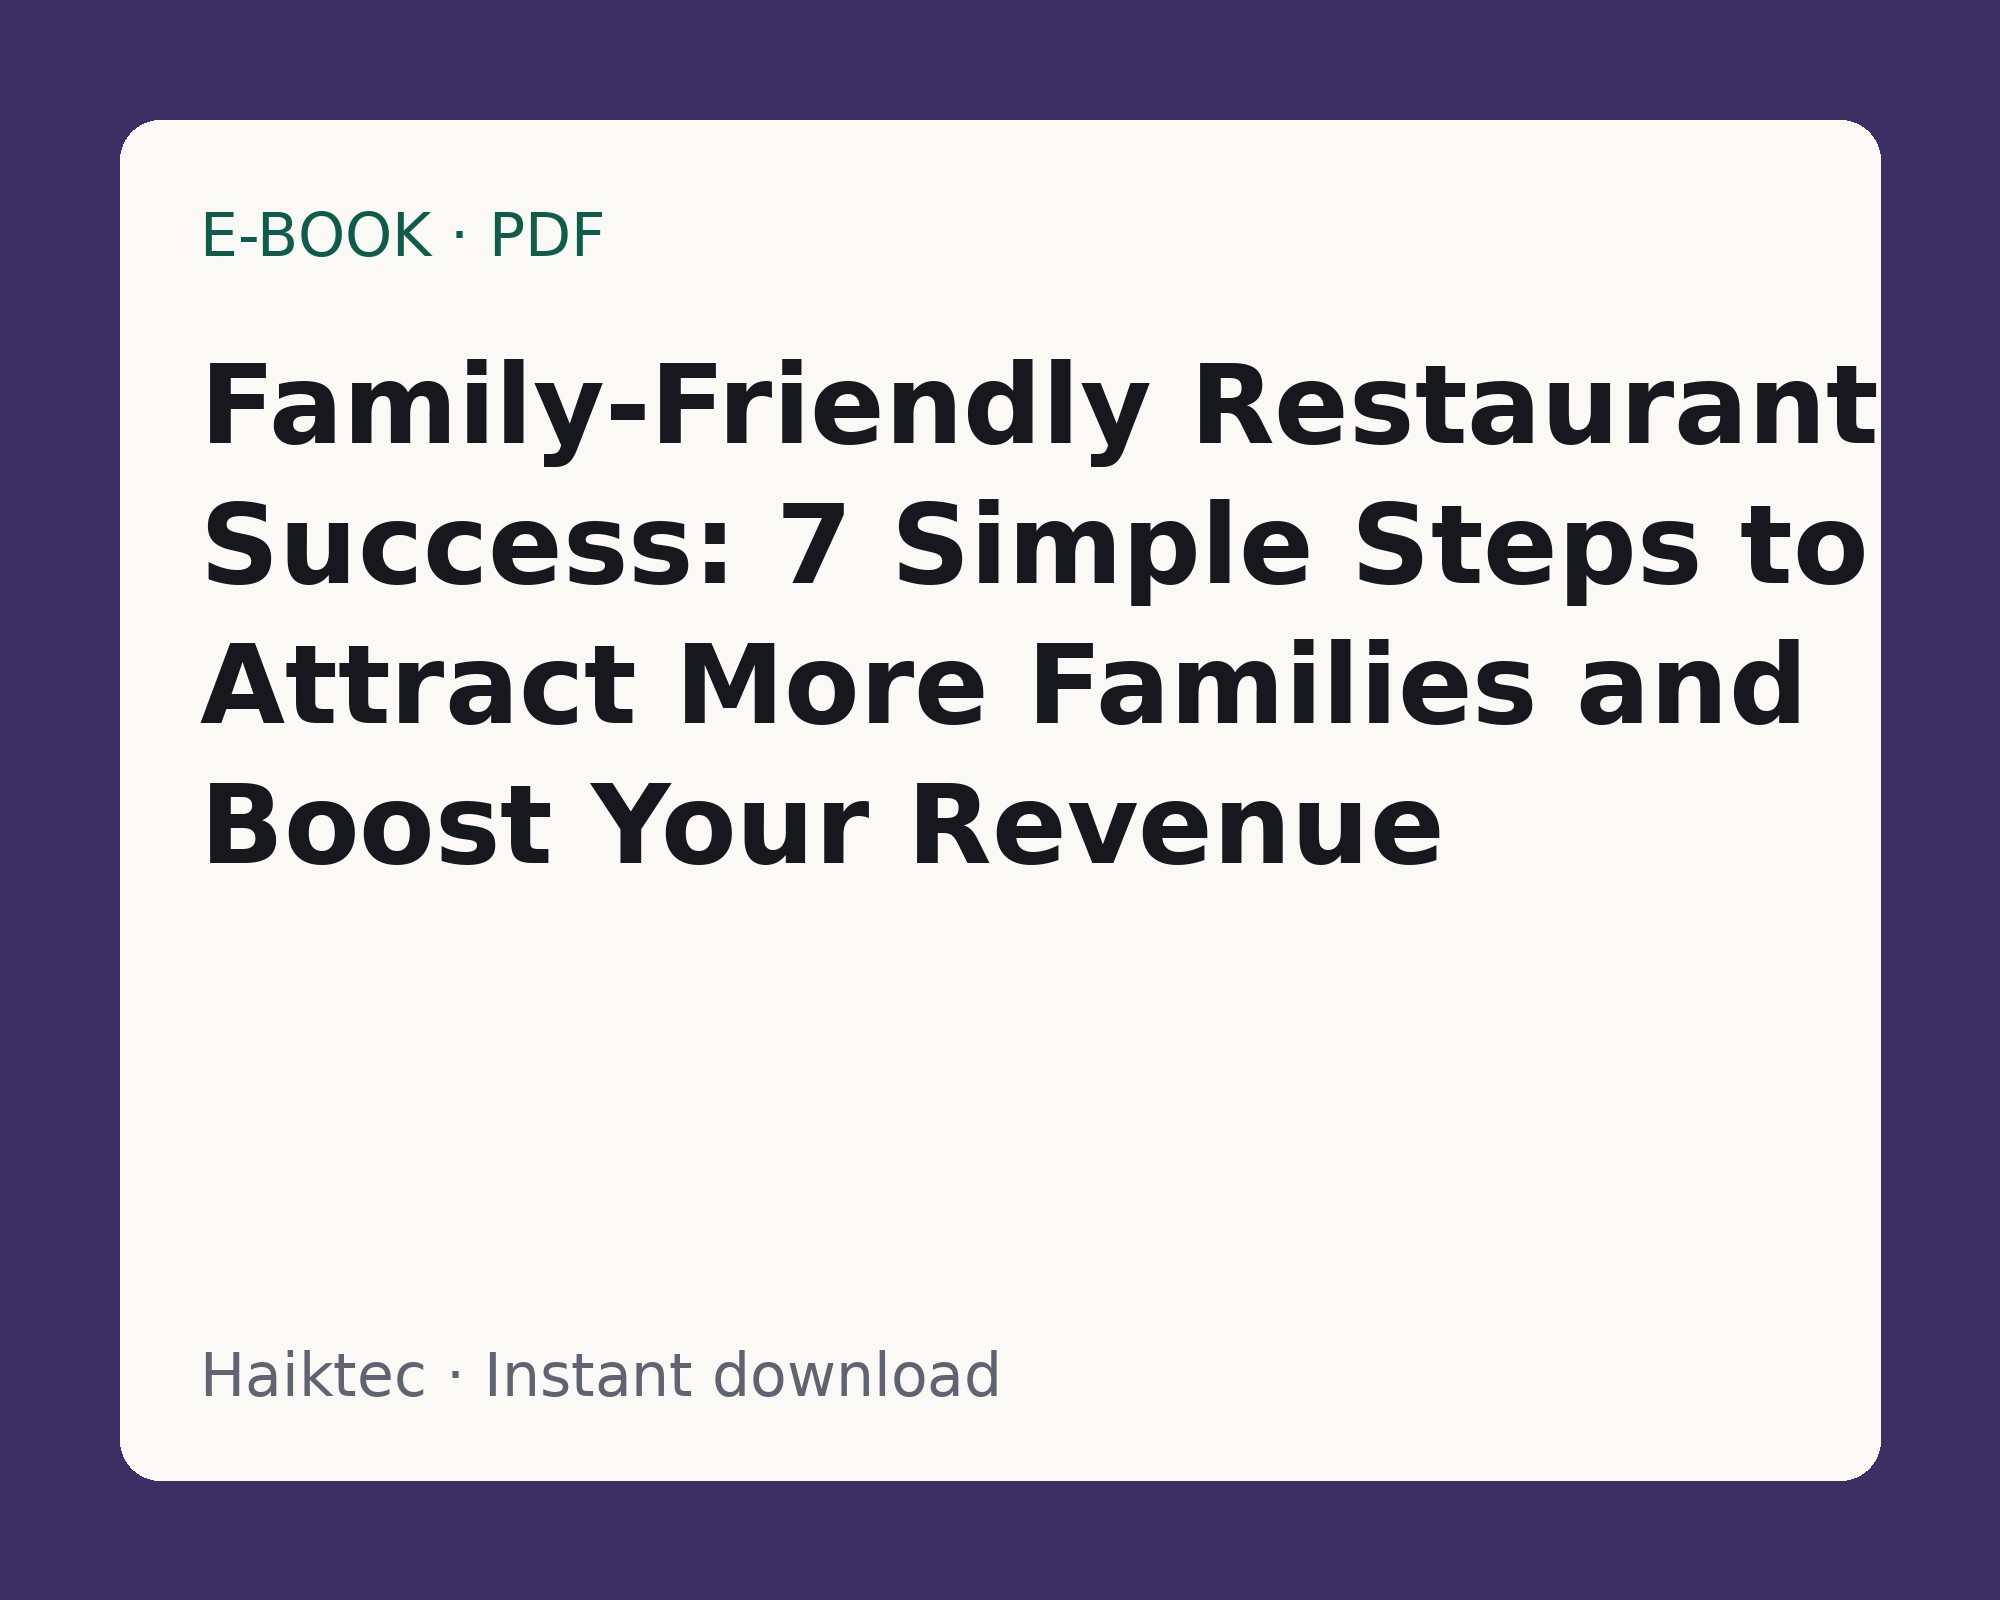 E-BOOK · PDF
Family-Friendly Restaurant
Success: 7 Simple Steps to
Attract More Families and
Boost Your Revenue
Haiktec · Instant download